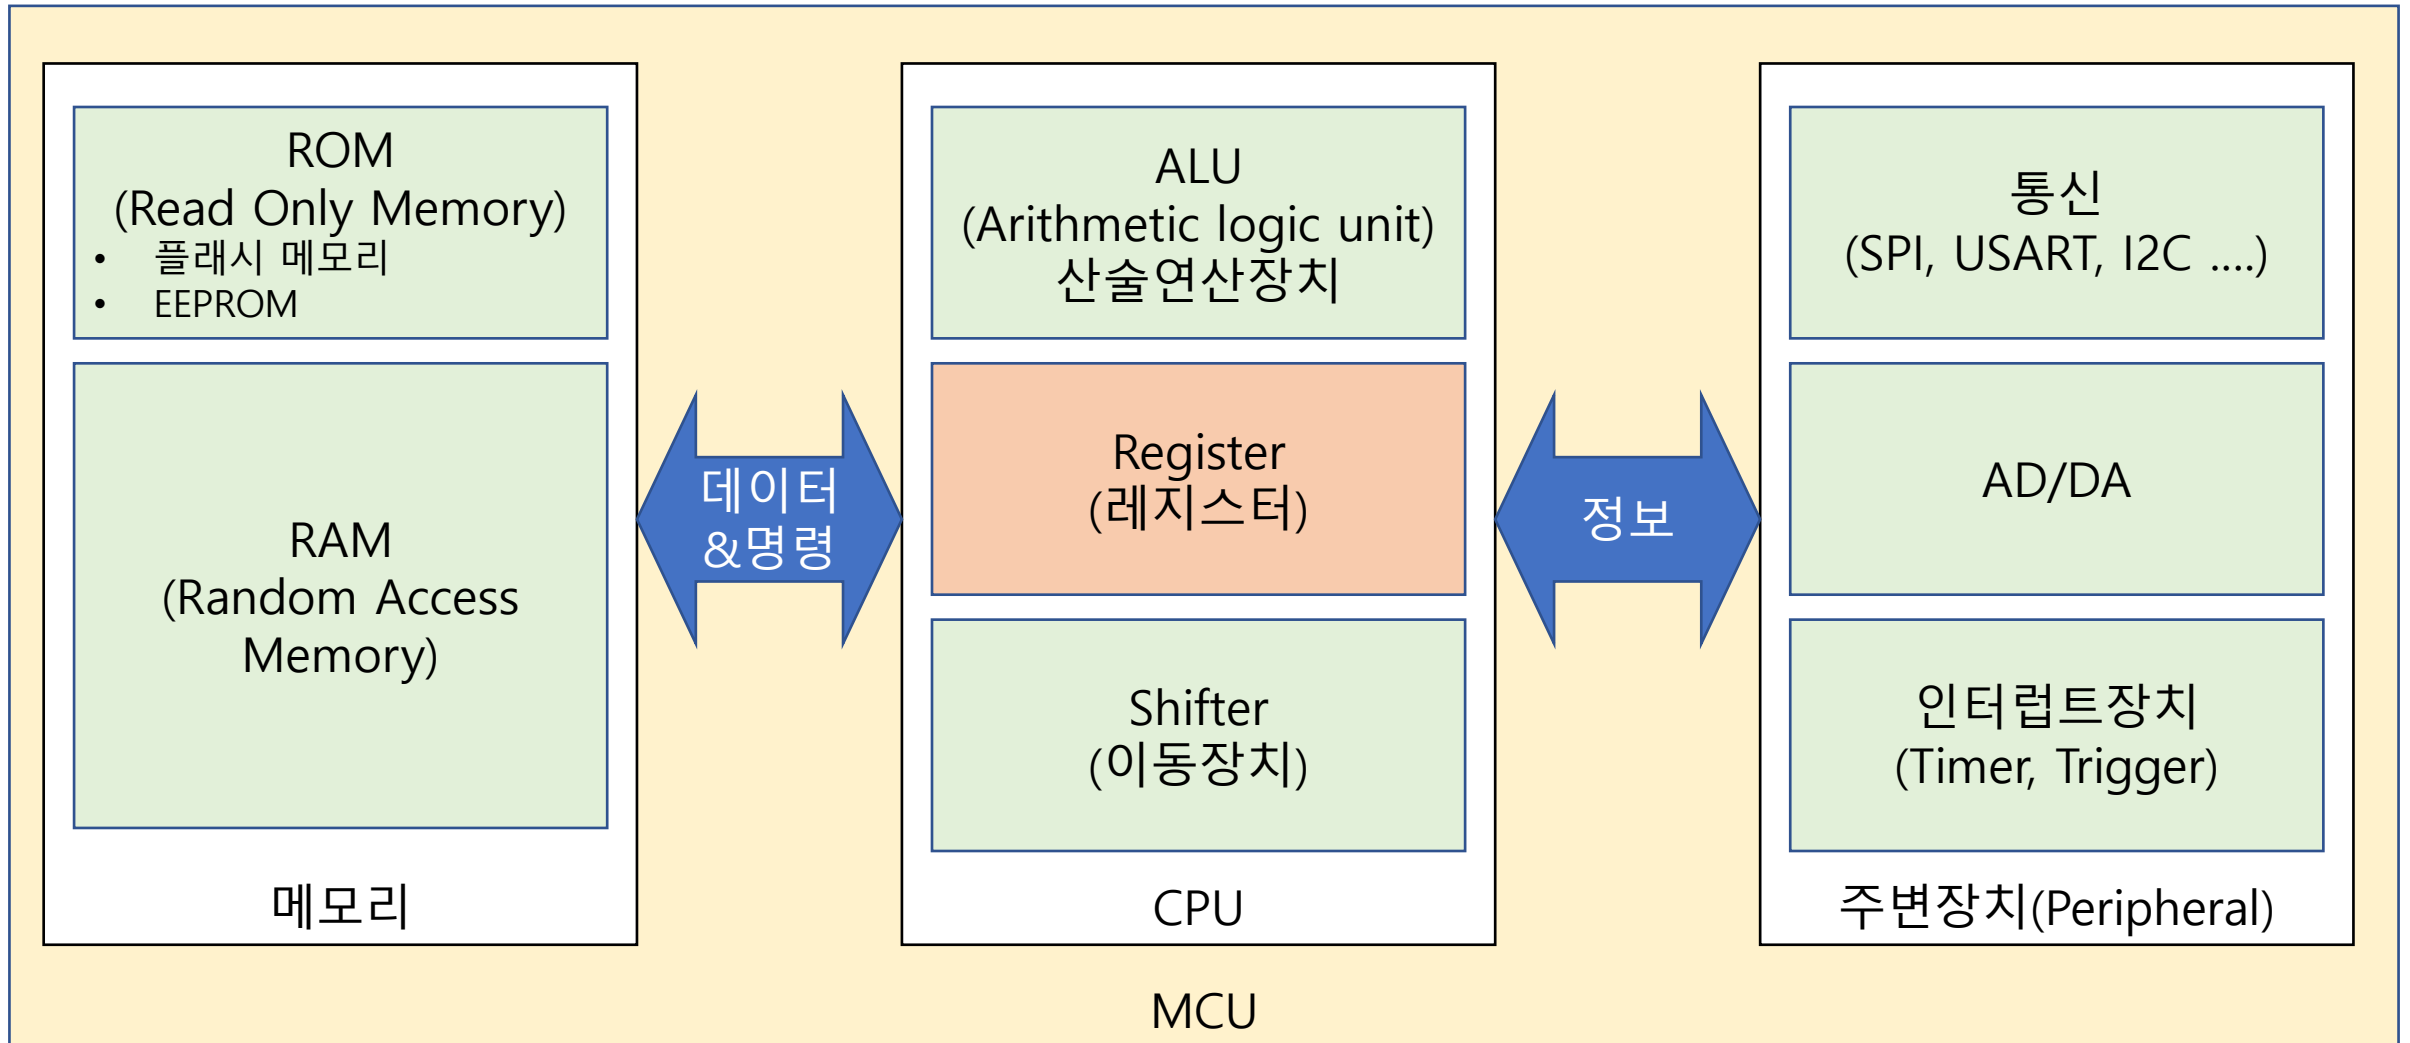 ROM
(Read Only Memory)
• 플래시 메모리
• EEPROM
RAM
(Random Access
Memory)
메모리
데이터
&명령
ALU
(Arithmetic logic unit)
산술연산장치
Register
(레지스터)
Shifter
(이동장치)
CPU
정보
통신
(SPI, USART, I2C ....)
AD/DA
인터럽트장치
(Timer, Trigger)
주변장치(Peripheral)
MCU